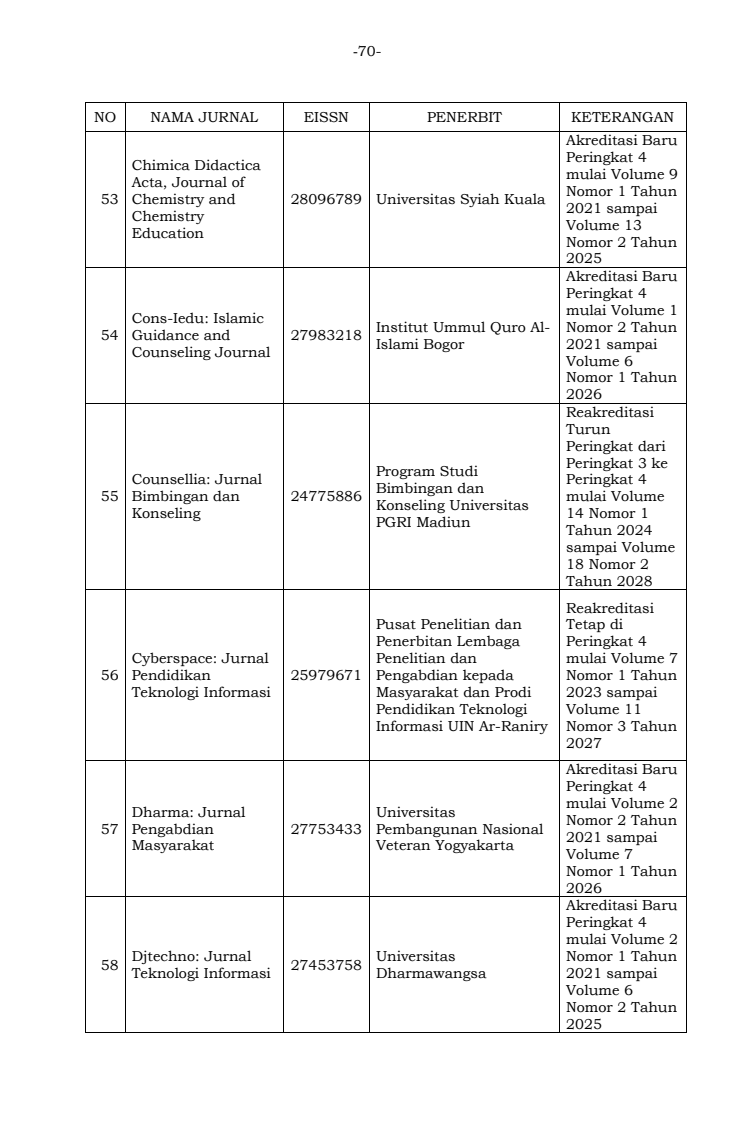 -70-
NO NAMA JURNAL EISSN PENERBIT KETERANGAN
53
Chimica Didactica
Acta, Journal of
Chemistry and
Chemistry
Education
28096789
Universitas Syiah Kuala
Akreditasi Baru
Peringkat 4
mulai Volume 9
Nomor 1 Tahun
2021 sampai
Volume 13
Nomor 2 Tahun
2025
54
Cons-Iedu: Islamic
Guidance and
Counseling Journal
27983218
Institut Ummul Quro Al-
Islami Bogor
Akreditasi Baru
Peringkat 4
mulai Volume 1
Nomor 2 Tahun
2021 sampai
Volume 6
Nomor 1 Tahun
2026
55
Counsellia: Jurnal
Bimbingan dan
Konseling
24775886
Program Studi
Bimbingan dan
Konseling Universitas
PGRI Madiun
Reakreditasi
Turun
Peringkat dari
Peringkat 3 ke
Peringkat 4
mulai Volume
14 Nomor 1
Tahun 2024
sampai Volume
18 Nomor 2
Tahun 2028
56
Cyberspace: Jurnal
Pendidikan
Teknologi Informasi
25979671
Pusat Penelitian dan
Penerbitan Lembaga
Penelitian dan
Pengabdian kepada
Masyarakat dan Prodi
Pendidikan Teknologi
Informasi UIN Ar-Raniry
Reakreditasi
Tetap di
Peringkat 4
mulai Volume 7
Nomor 1 Tahun
2023 sampai
Volume 11
Nomor 3 Tahun
2027
57
Dharma: Jurnal
Pengabdian
Masyarakat
27753433
Universitas
Pembangunan Nasional
Veteran Yogyakarta
Akreditasi Baru
Peringkat 4
mulai Volume 2
Nomor 2 Tahun
2021 sampai
Volume 7
Nomor 1 Tahun
2026
58
Djtechno: Jurnal
Teknologi Informasi
27453758
Universitas
Dharmawangsa
Akreditasi Baru
Peringkat 4
mulai Volume 2
Nomor 1 Tahun
2021 sampai
Volume 6
Nomor 2 Tahun
2025